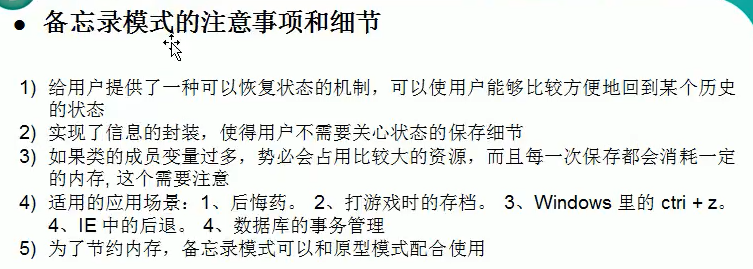 ● 备忘录模式的注意事项和细节
1) 给用户提供了一种可以恢复状态的机制，可以使用户能够比较方便地回到某个历史
的状态
2) 实现了信息的封装，使得用户不需要关心状态的保存细节
3) 如果类的成员变量过多，势必会占用比较大的资源，而且每一次保存都会消耗一定
的内存, 这个需要注意
4) 适用的应用场景：1、后悔药。 2、打游戏时的存档。 3、Windows 里的 ctri + z。
4、IE 中的后退。 4、数据库的事务管理
5) 为了节约内存，备忘录模式可以和原型模式配合使用